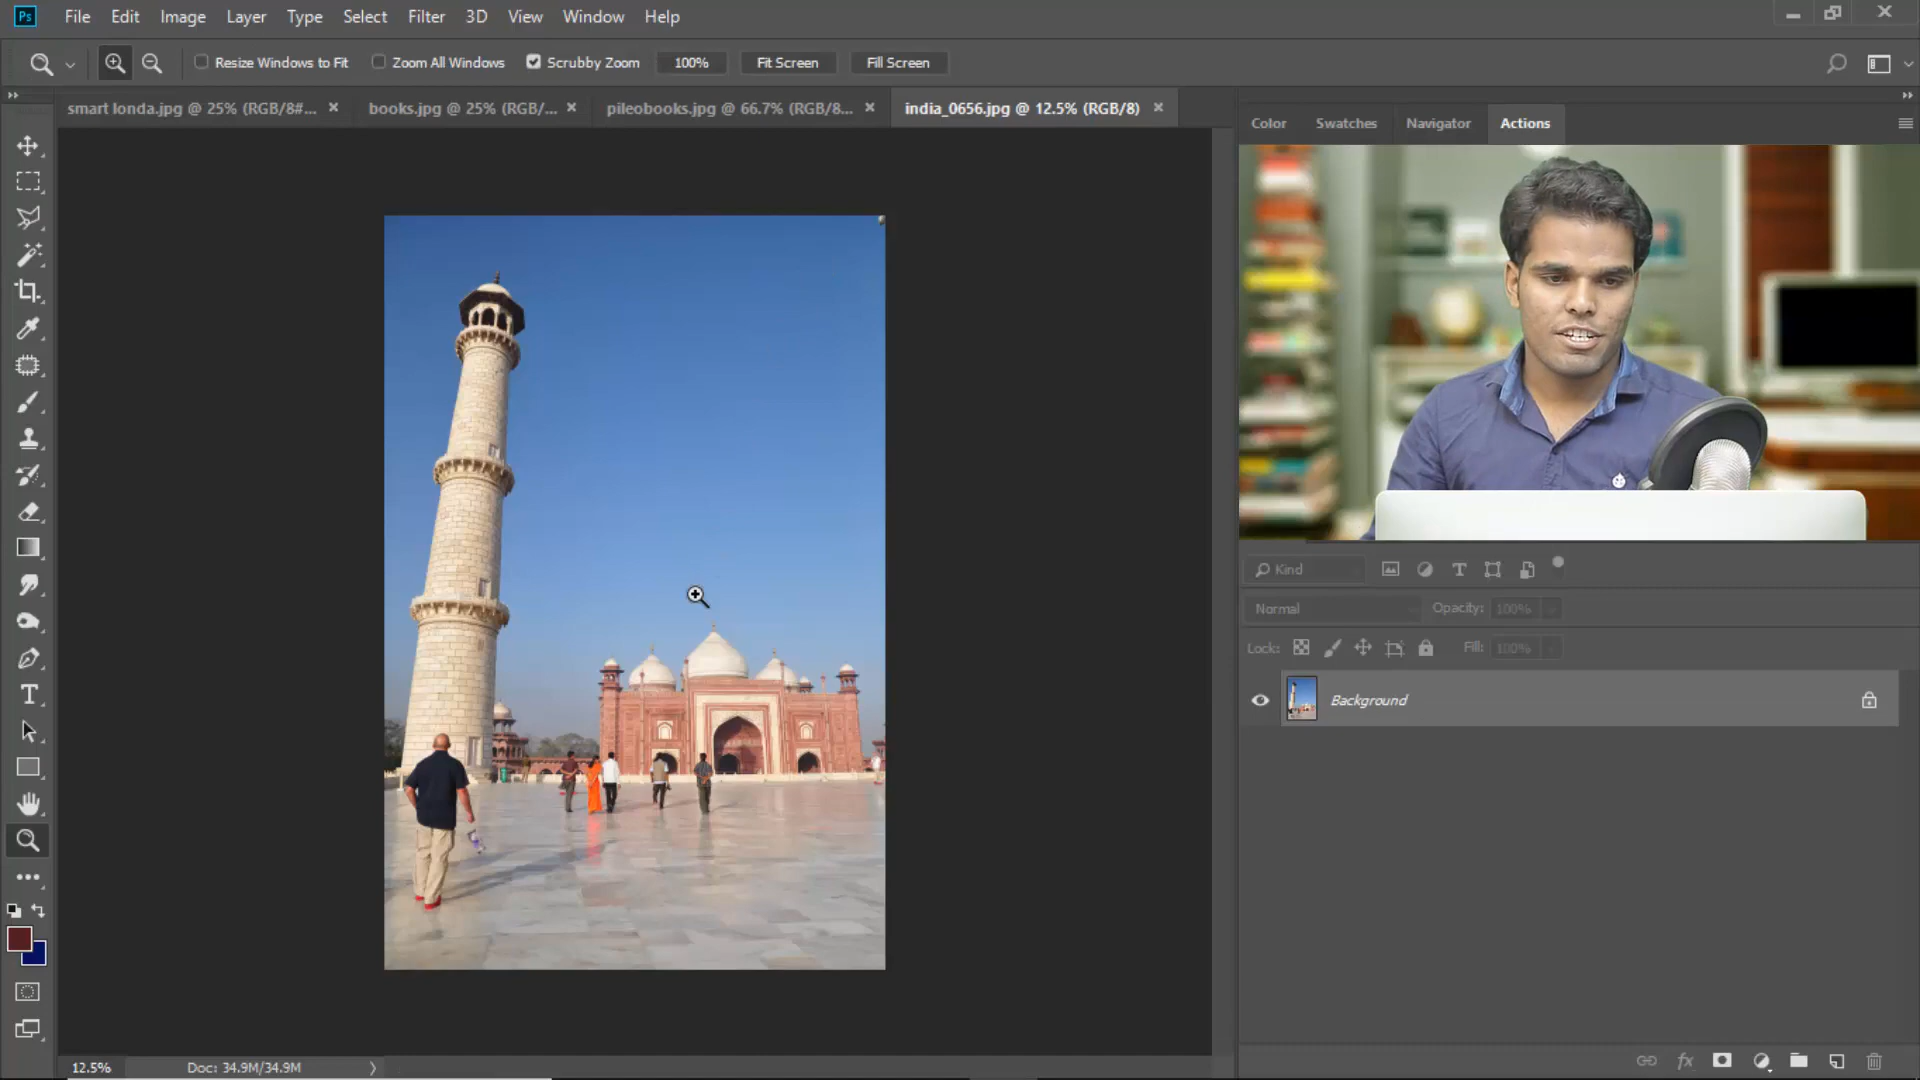 Ps File Edit Image Layer Type Select Filter 3D View Window Help
Resize Windows to Fit Zoom All Windows Scrubby Zoom 100% Fit Screen Fill Screen
smart londa.jpg @ 25% (RGB/8#... × books.jpg @ 25% (RGB/... × pileobooks.jpg @ 66.7% (RGB/8... × india_0656.jpg @ 12.5% (RGB/8) ×
Color Swatches Navigator Actions
Kind
Normal Opacity: 100%
Lock: Fill: 100%
Background
12.5% Doc: 34.9M/34.9M